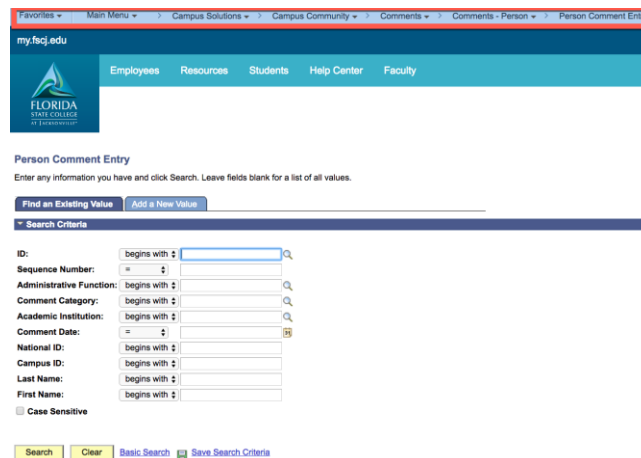 Favorites Main Menu > Campus Solutions > Campus Community > Comments > Comments - Person > Person Comment Ent
my.fscj.edu
Employees Resources Students Help Center Faculty
FLORIDA
STATE COLLEGE
AT JACKSONVILLE
Person Comment Entry
Enter any information you have and click Search. Leave fields blank for a list of all values.
Find an Existing Value Add a New Value
Search Criteria
ID: begins with
Sequence Number: =
Administrative Function: begins with
Comment Category: begins with
Academic Institution: begins with
Comment Date: = 31
National ID: begins with
Campus ID: begins with
Last Name: begins with
First Name: begins with
Case Sensitive
Search Clear Basic Search Save Search Criteria